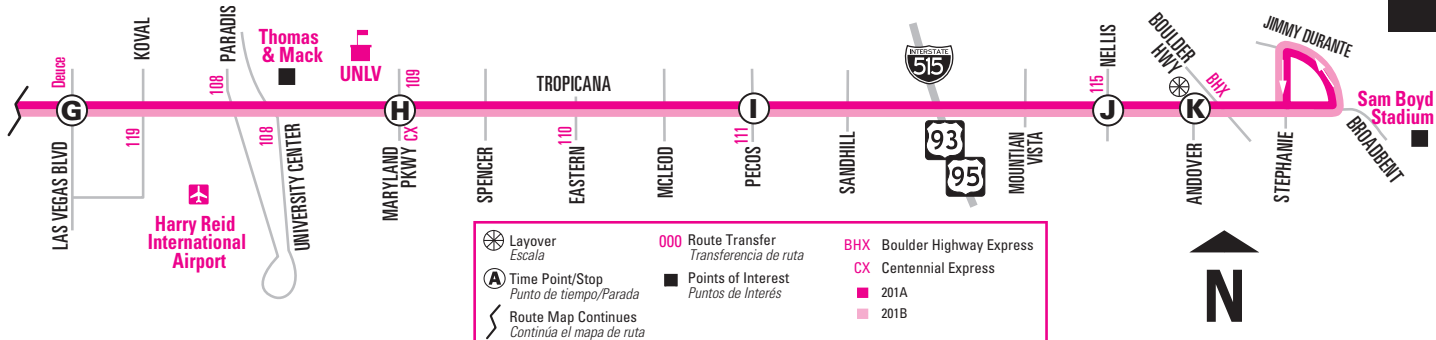 Deuce
KOVAL
108
PARADIS
Thomas
& Mack
UNLV
109
TROPICANA
INTERSTATE
515
115
NELLIS
BOULDER
HWY
BHX
JIMMY DURANTE
Sam Boyd
Stadium
G
H
I
J
K
LAS VEGAS BLVD
119
108
UNIVERSITY CENTER
Harry Reid
International
Airport
MARYLAND
PKWY
CX
SPENCER
110
EASTERN
MCLEOD
111
PECOS
SANDHILL
93
95
MOUNTIAN
VISTA
ANDOVER
STEPHANIE
BROADBENT
Layover
Escala
A Time Point/Stop
Punto de tiempo/Parada
Route Map Continues
Continúa el mapa de ruta
000 Route Transfer
Transferencia de ruta
Points of Interest
Puntos de Interés
BHX Boulder Highway Express
CX Centennial Express
201A
201B
N